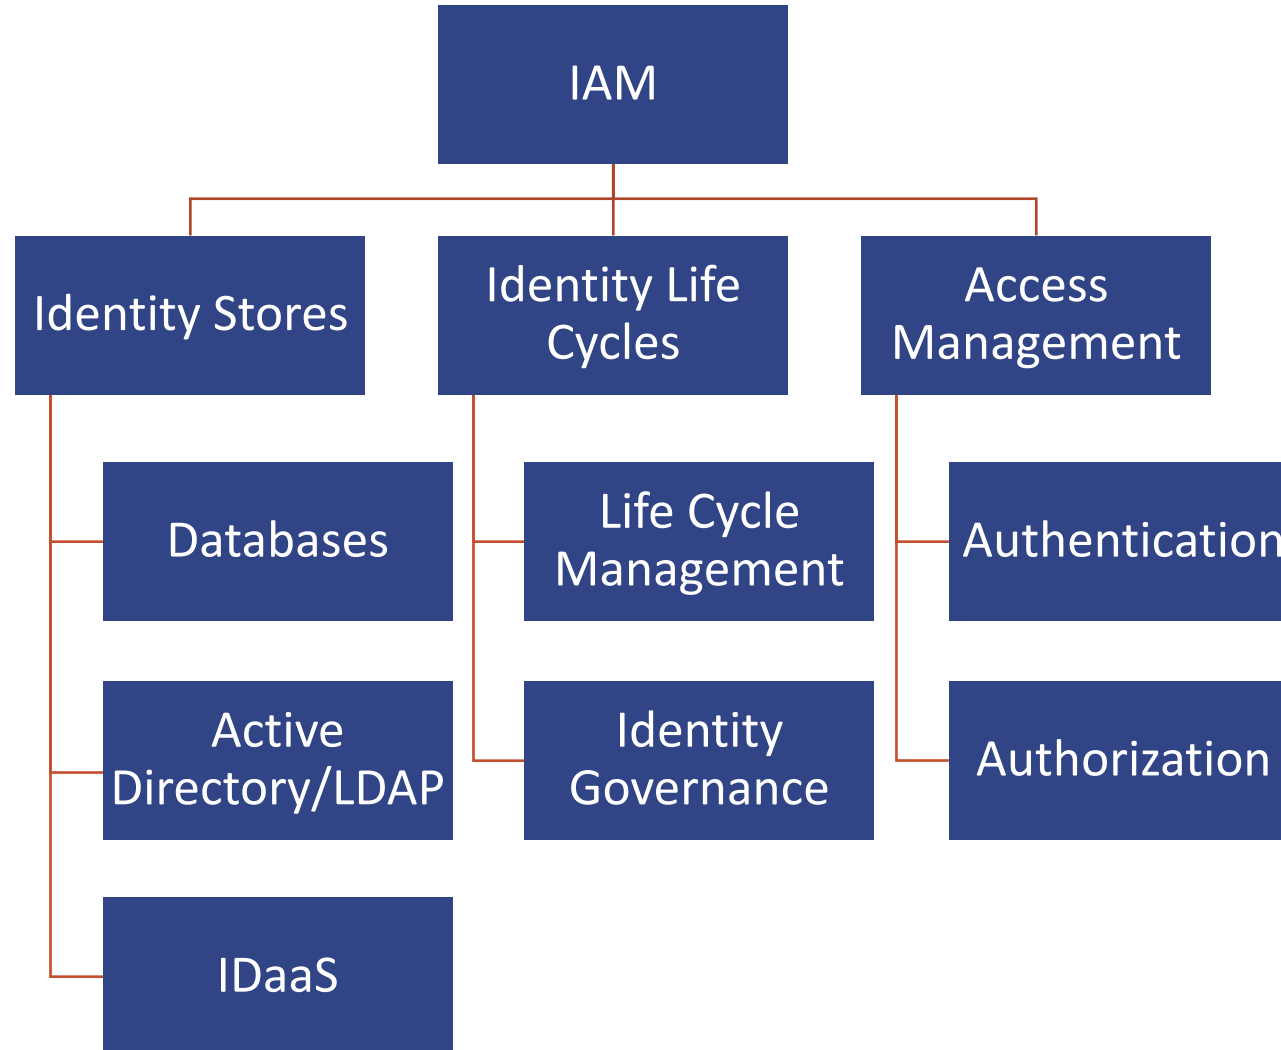 IAM
Identity Stores
Identity Life
Cycles
Access
Management
Databases
Life Cycle
Management
Authentication
Active
Directory/LDAP
Identity
Governance
Authorization
IDaaS